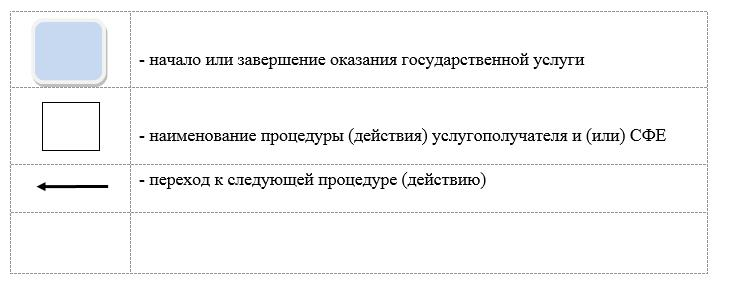 - начало или завершение оказания государственной услуги
- наименование процедуры (действия) услугополучателя и (или) СФЕ
- переход к следующей процедуре (действию)